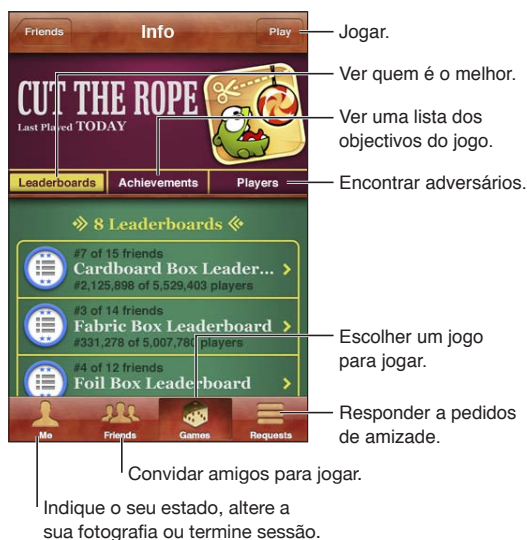 Friends
Info
Play
Jogar.
Ver quem é o melhor.
CUT THE ROPE
Last Played TODAY
Ver uma lista dos
objectivos do jogo.
Leaderboards
Achievements
Players
Encontrar adversários.
8 Leaderboards
#7 of 15 friends
Cardboard Box Leader...
#2,125,898 of 5,529,403 players
#3 of 14 friends
Fabric Box Leaderboard
#331,278 of 5,007,780 players
Escolher um jogo
para jogar.
#4 of 12 friends
Foil Box Leaderboard
Me
Friends
Games
Requests
Responder a pedidos
de amizade.
Convidar amigos para jogar.
Indique o seu estado, altere a
sua fotografia ou termine sessão.